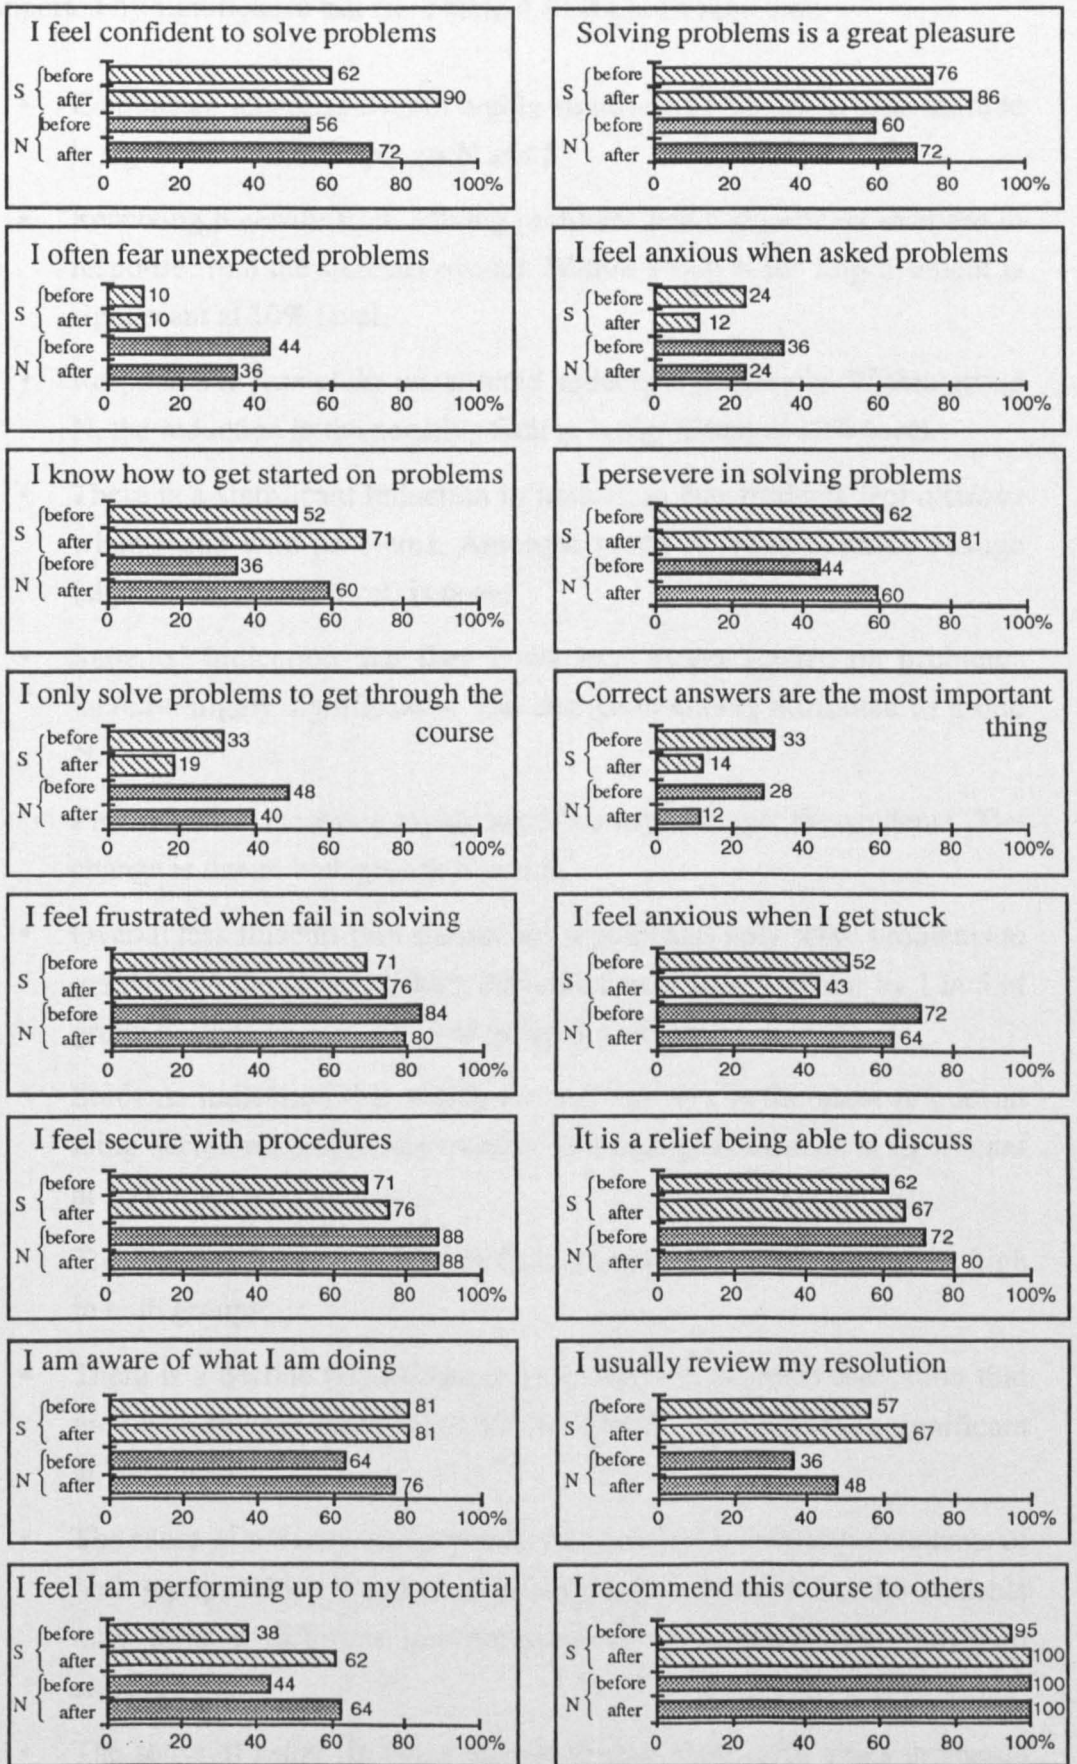 I feel confident to solve problems
S before 62
after 90
N before 56
after 72
0 20 40 60 80 100%
Solving problems is a great pleasure
S before 76
after 86
N before 60
after 72
0 20 40 60 80 100%
I often fear unexpected problems
S before 10
after 10
N before 44
after 36
0 20 40 60 80 100%
I feel anxious when asked problems
S before 24
after 12
N before 36
after 24
0 20 40 60 80 100%
I know how to get started on problems
S before 52
after 71
N before 36
after 60
0 20 40 60 80 100%
I persevere in solving problems
S before 62
after 81
N before 44
after 60
0 20 40 60 80 100%
I only solve problems to get through the
course
S before 33
after 19
N before 48
after 40
0 20 40 60 80 100%
Correct answers are the most important
thing
S before 33
after 14
N before 28
after 12
0 20 40 60 80 100%
I feel frustrated when fail in solving
S before 71
after 76
N before 84
after 80
0 20 40 60 80 100%
I feel anxious when I get stuck
S before 52
after 43
N before 72
after 64
0 20 40 60 80 100%
I feel secure with procedures
S before 71
after 76
N before 88
after 88
0 20 40 60 80 100%
It is a relief being able to discuss
S before 62
after 67
N before 72
after 80
0 20 40 60 80 100%
I am aware of what I am doing
S before 81
after 81
N before 64
after 76
0 20 40 60 80 100%
I usually review my resolution
S before 57
after 67
N before 36
after 48
0 20 40 60 80 100%
I feel I am performing up to my potential
S before 38
after 62
N before 44
after 64
0 20 40 60 80 100%
I recommend this course to others
S before 95
after 100
N before 100
after 100
0 20 40 60 80 100%